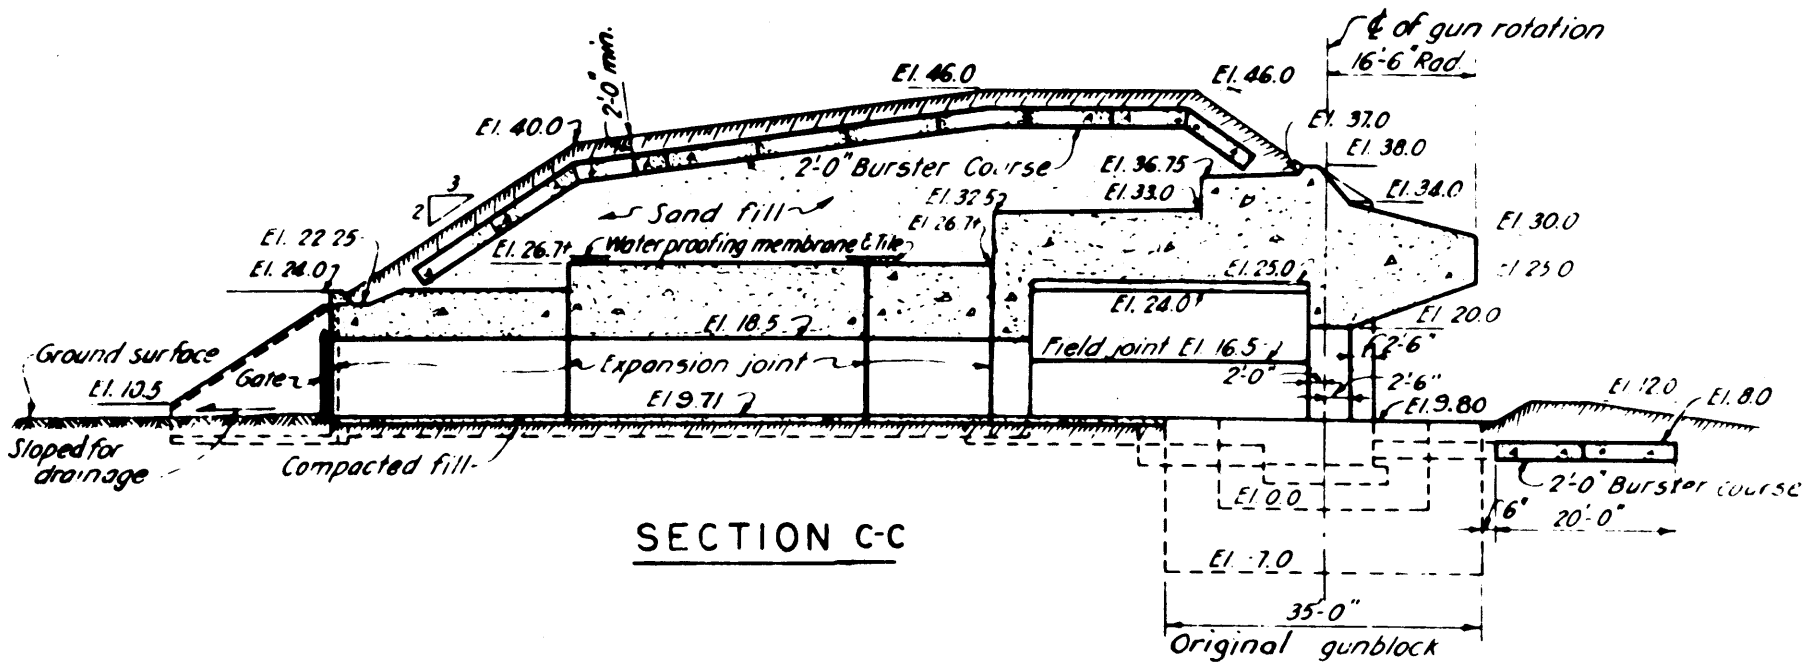 ℄ of gun rotation
16'-6" Rad.
2'-0" min.
El. 46.0
El. 46.0
El. 40.0
El. 37.0
El. 38.0
2'-0" Burster Course
El. 36.75
3
2
El. 32.5
El. 33.0
El. 34.0
Sand fill
El. 26.7+
El. 30.0
El. 22.25
El. 26.7+
Waterproofing membrane & tile
El. 24.0
El. 25.0
El. 25.0
El. 24.0
El. 18.5
El. 20.0
Ground surface
Field joint El. 16.5
2'-6"
Gate
Expansion joint
2'-0"
2'-6"
El. 10.5
El. 9.71
El. 9.80
El. 12.0
El. 8.0
Sloped for
drainage
Compacted fill
2'-0" Burster course
El. 0.0
6"
20'-0"
SECTION C-C
El. -7.0
35'-0"
Original gunblock